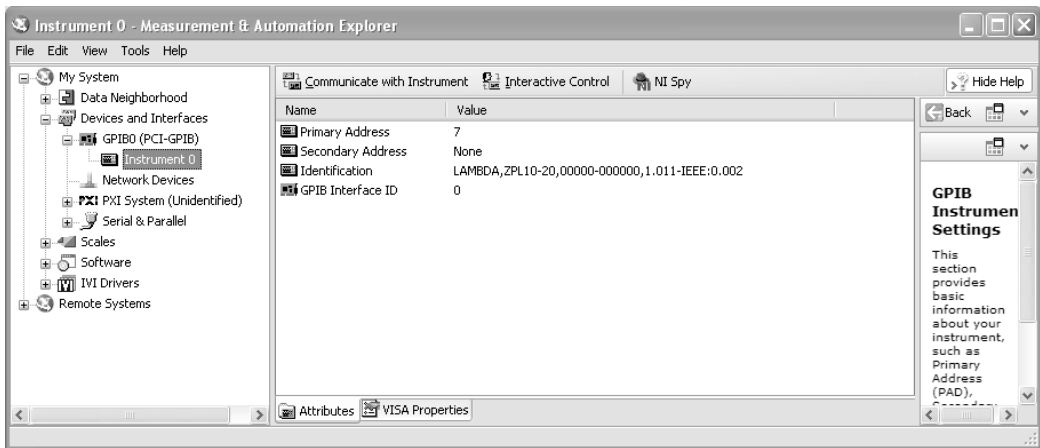 Instrument 0 - Measurement & Automation Explorer
File Edit View Tools Help
My System
Data Neighborhood
Devices and Interfaces
GPIB0 (PCI-GPIB)
Instrument 0
Network Devices
PXI PXI System (Unidentified)
Serial & Parallel
Scales
Software
IVI IVI Drivers
Remote Systems
Communicate with Instrument Interactive Control NI Spy
Name Value
Primary Address 7
Secondary Address None
Identification LAMBDA,ZPL10-20,00000-000000,1.011-IEEE:0.002
GPIB Interface ID 0
Attributes VISA Properties
Hide Help
Back
GPIB
Instrumen
Settings
This
section
provides
basic
information
about your
instrument,
such as
Primary
Address
(PAD),